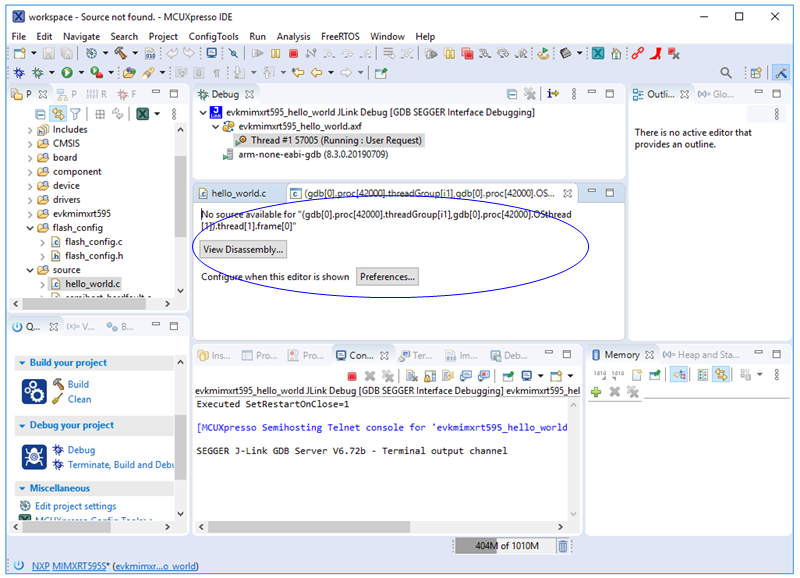 workspace - Source not found. - MCUXpresso IDE
File Edit Navigate Search Project ConfigTools Run Analysis FreeRTOS Window Help
P P R F
Includes
CMSIS
board
component
device
drivers
evkmimxrt595
flash_config
flash_config.c
flash_config.h
source
hello_world.c
Debug
evkmimxrt595_hello_world JLink Debug [GDB SEGGER Interface Debugging]
evkmimxrt595_hello_world.axf
Thread #1 57005 (Running : User Request)
arm-none-eabi-gdb (8.3.0.20190709)
hello_world.c (gdb[0].proc[42000].threadGroup[i1],gdb[0].proc[42000].OS...
No source available for "(gdb[0].proc[42000].threadGroup[i1],gdb[0].proc[42000].OSthread
[1]).thread[1].frame[0]"
View Disassembly...
Configure when this editor is shown Preferences...
Outli... Glo...
There is no active editor that
provides an outline.
Q... (x)= V... B...
Build your project
Build
Clean
Debug your project
Debug
Terminate, Build and Debu
Miscellaneous
Edit project settings
MCUXpresso Config Tools
Ins... Pro... Pro... Con... Ter... Im... Deb...
evkmimxrt595_hello_world JLink Debug [GDB SEGGER Interface Debugging] evkmimxrt595_hel
Executed SetRestartOnClose=1
[MCUXpresso Semihosting Telnet console for 'evkmimxrt595_hello_world
SEGGER J-Link GDB Server V6.72b - Terminal output channel
Memory Heap and Sta...
404M of 1010M
NXP MIMXRT595S* (evkmimxr...o_world)